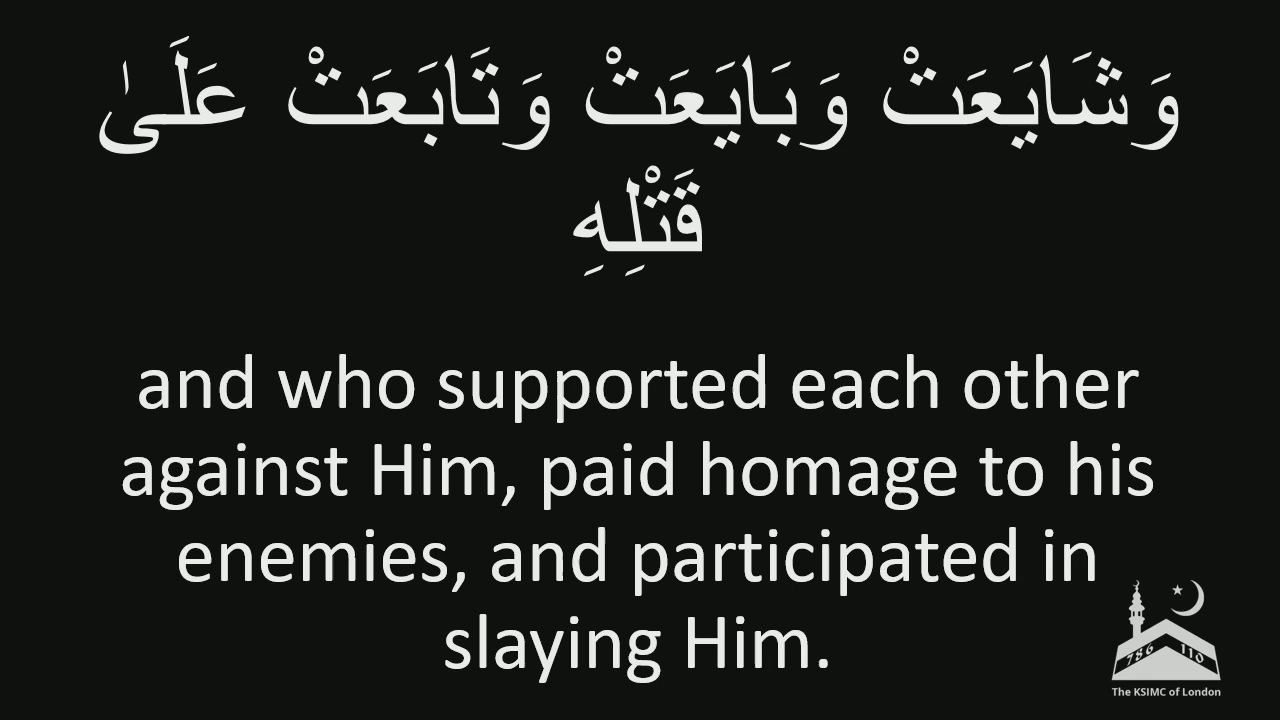 وَشَايَعَتْ وَبَايَعَتْ وَتَابَعَتْ عَلَىٰ
قَتْلِهِ
and who supported each other
against Him, paid homage to his
enemies, and participated in
slaying Him.
786 110
The KSIMC of London